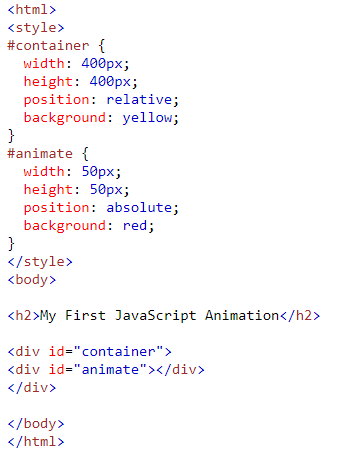 <html>
<style>
#container {
  width: 400px;
  height: 400px;
  position: relative;
  background: yellow;
}
#animate {
  width: 50px;
  height: 50px;
  position: absolute;
  background: red;
}
</style>
<body>

<h2>My First JavaScript Animation</h2>

<div id="container">
<div id="animate"></div>
</div>

</body>
</html>